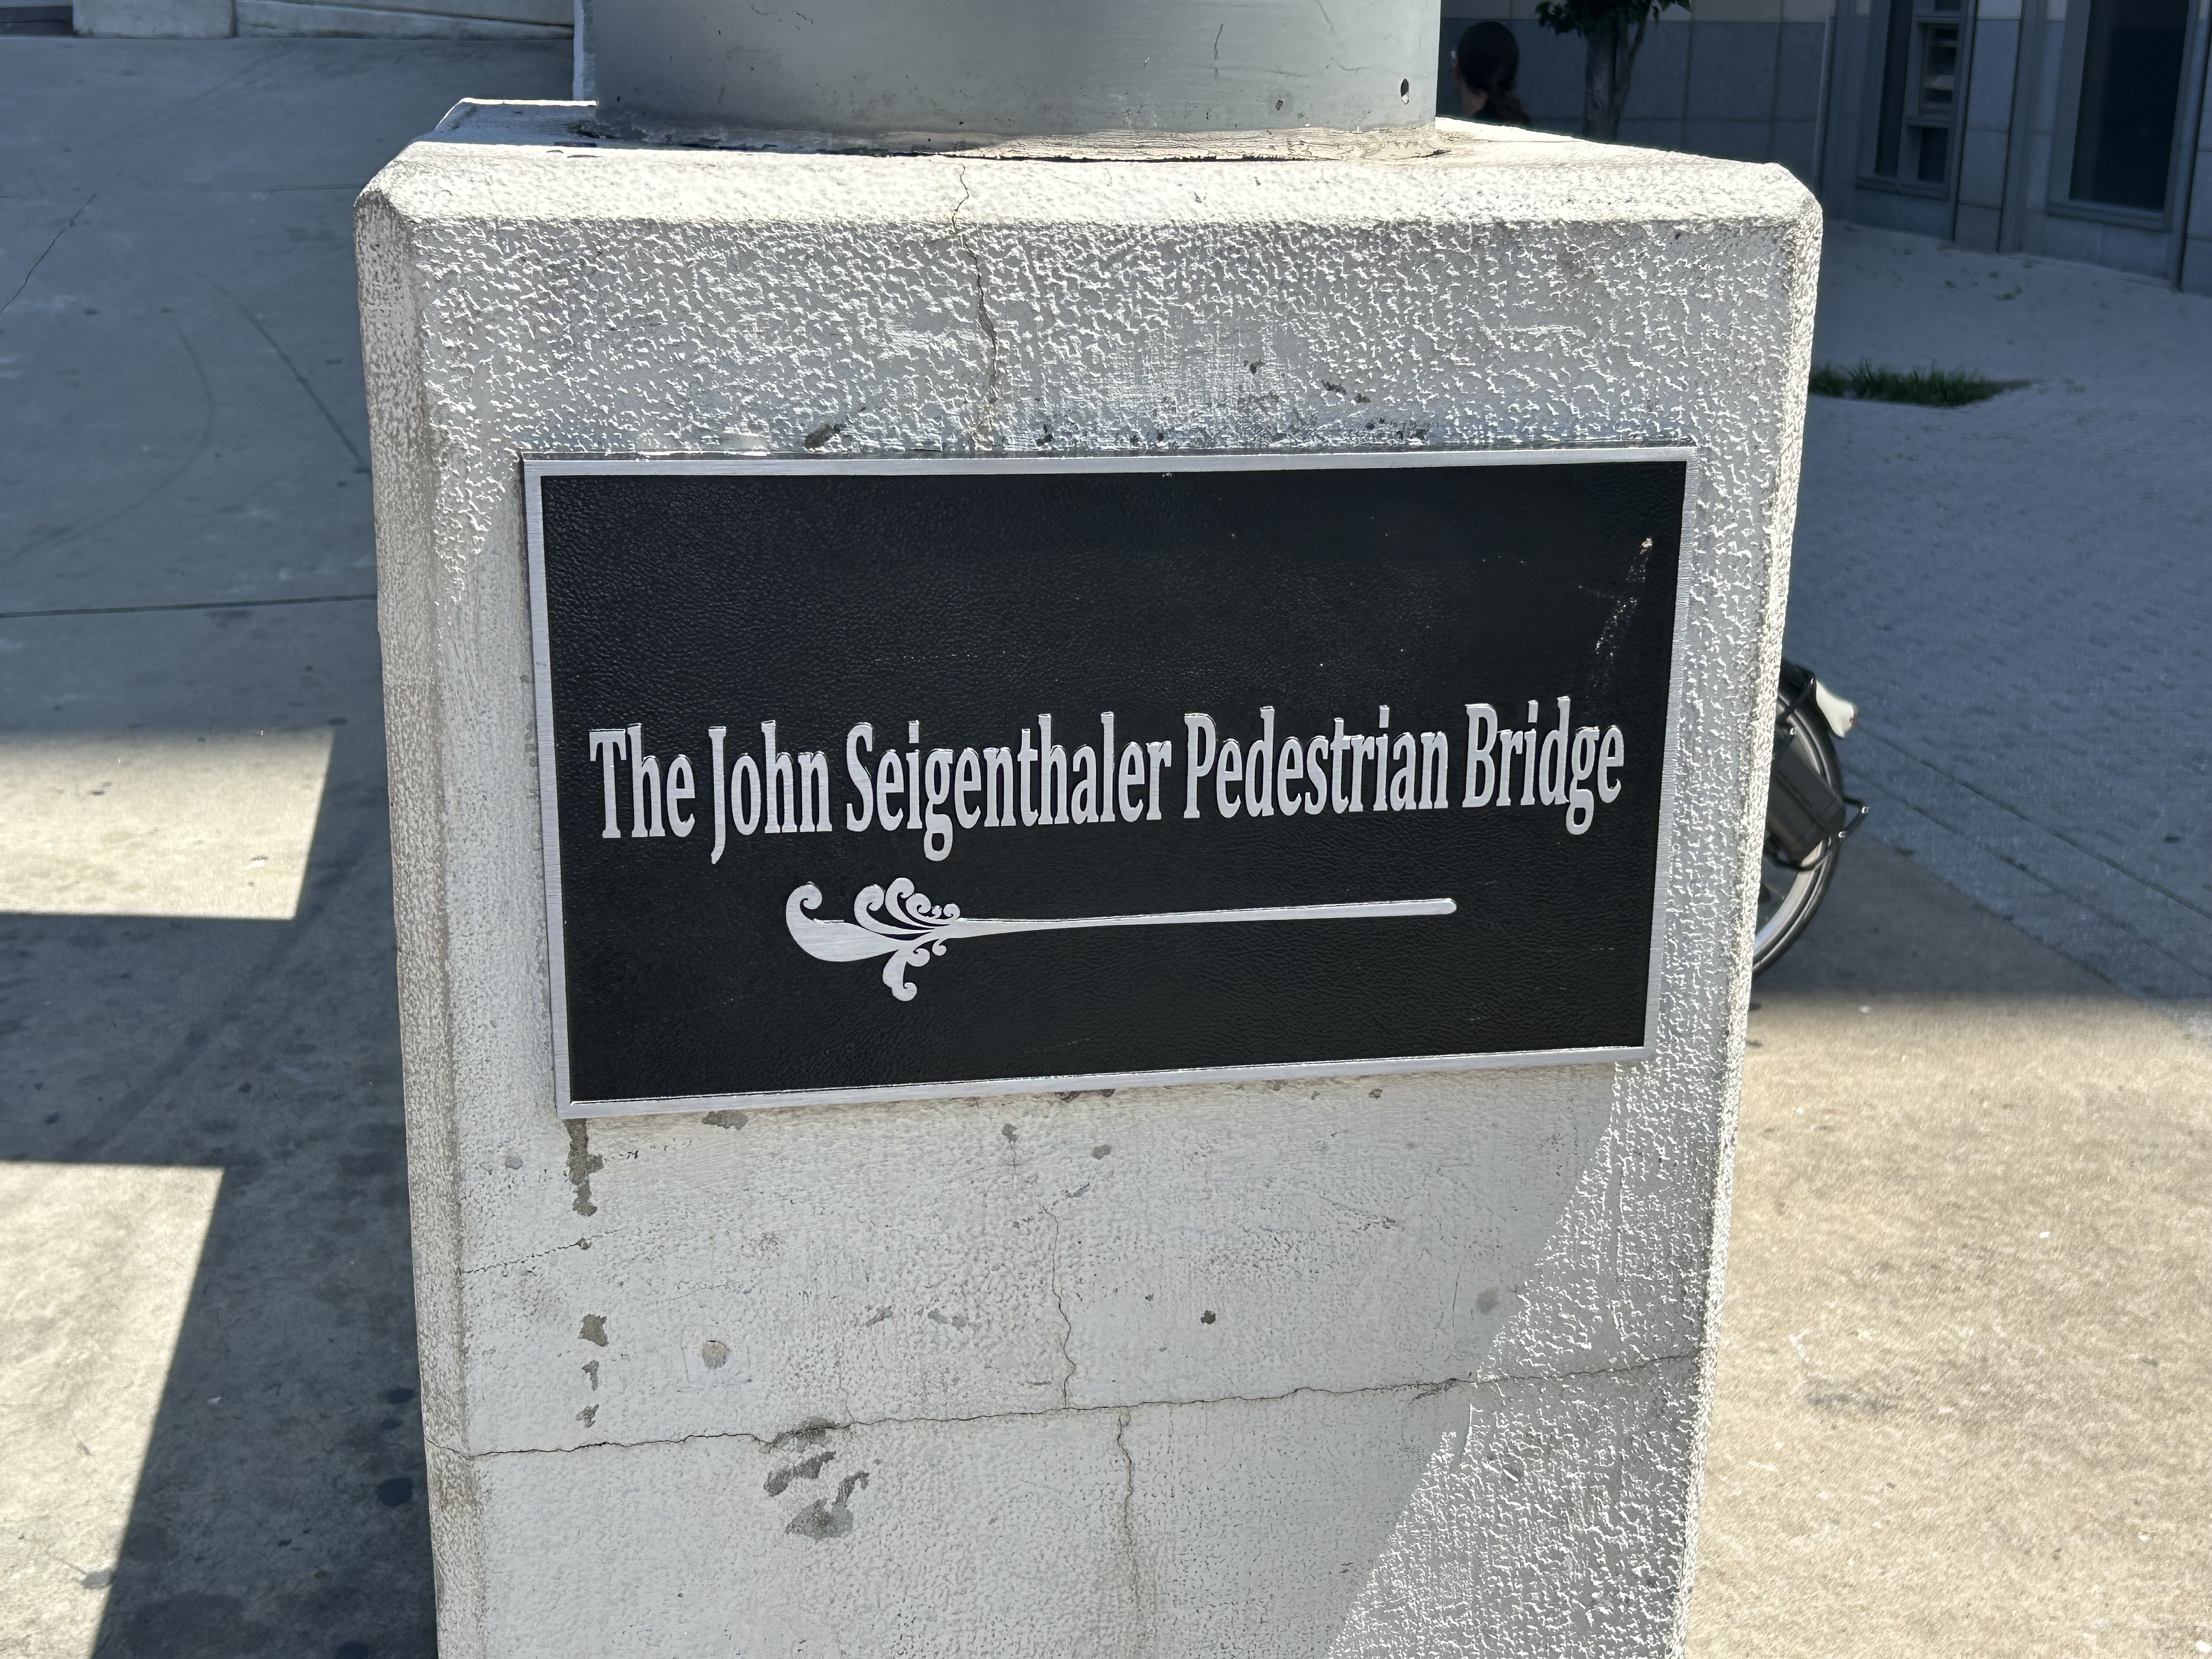 The John Seigenthaler Pedestrian Bridge